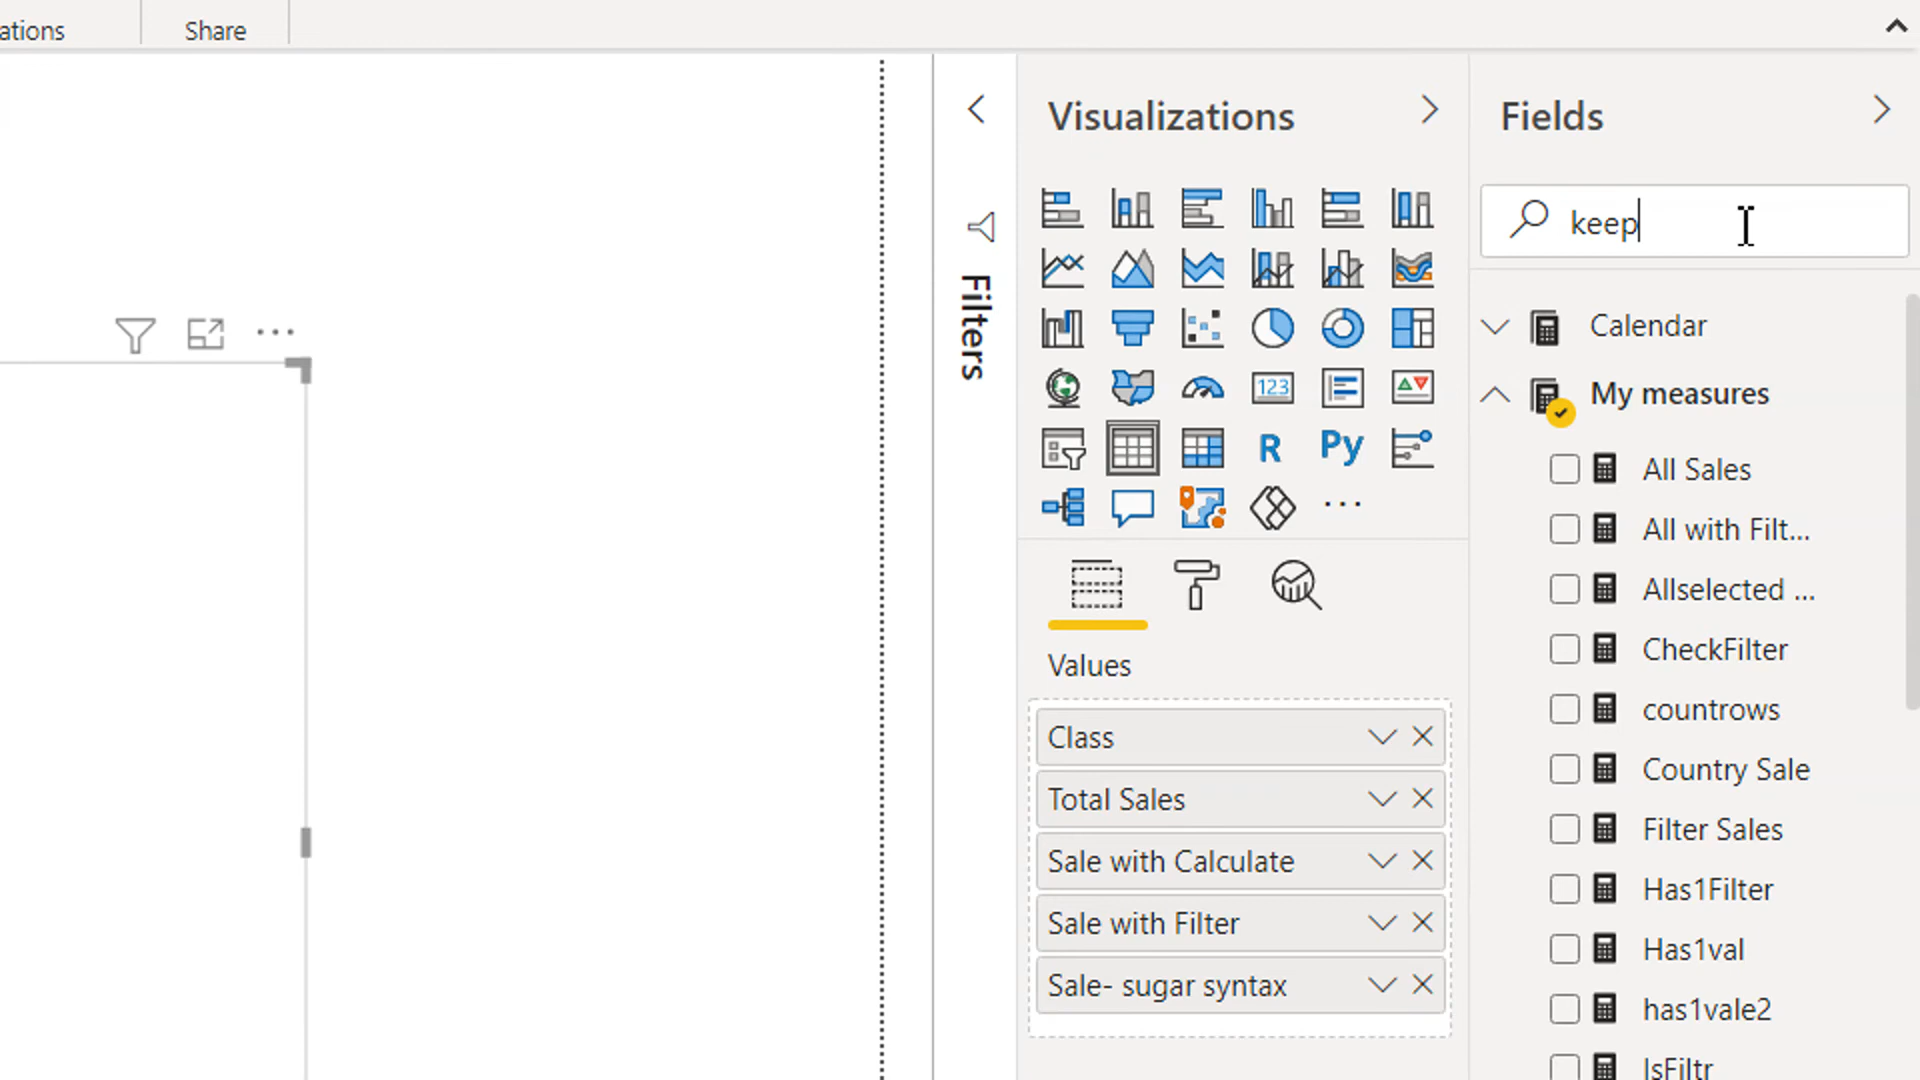 ations
Share
Visualizations
Fields
keep
Filters
Calendar
My measures
123
R
Py
All Sales
All with Filt...
Allselected ...
CheckFilter
countrows
Country Sale
Filter Sales
Has1Filter
Has1val
has1vale2
IsFiltr
Values
Class
Total Sales
Sale with Calculate
Sale with Filter
Sale- sugar syntax